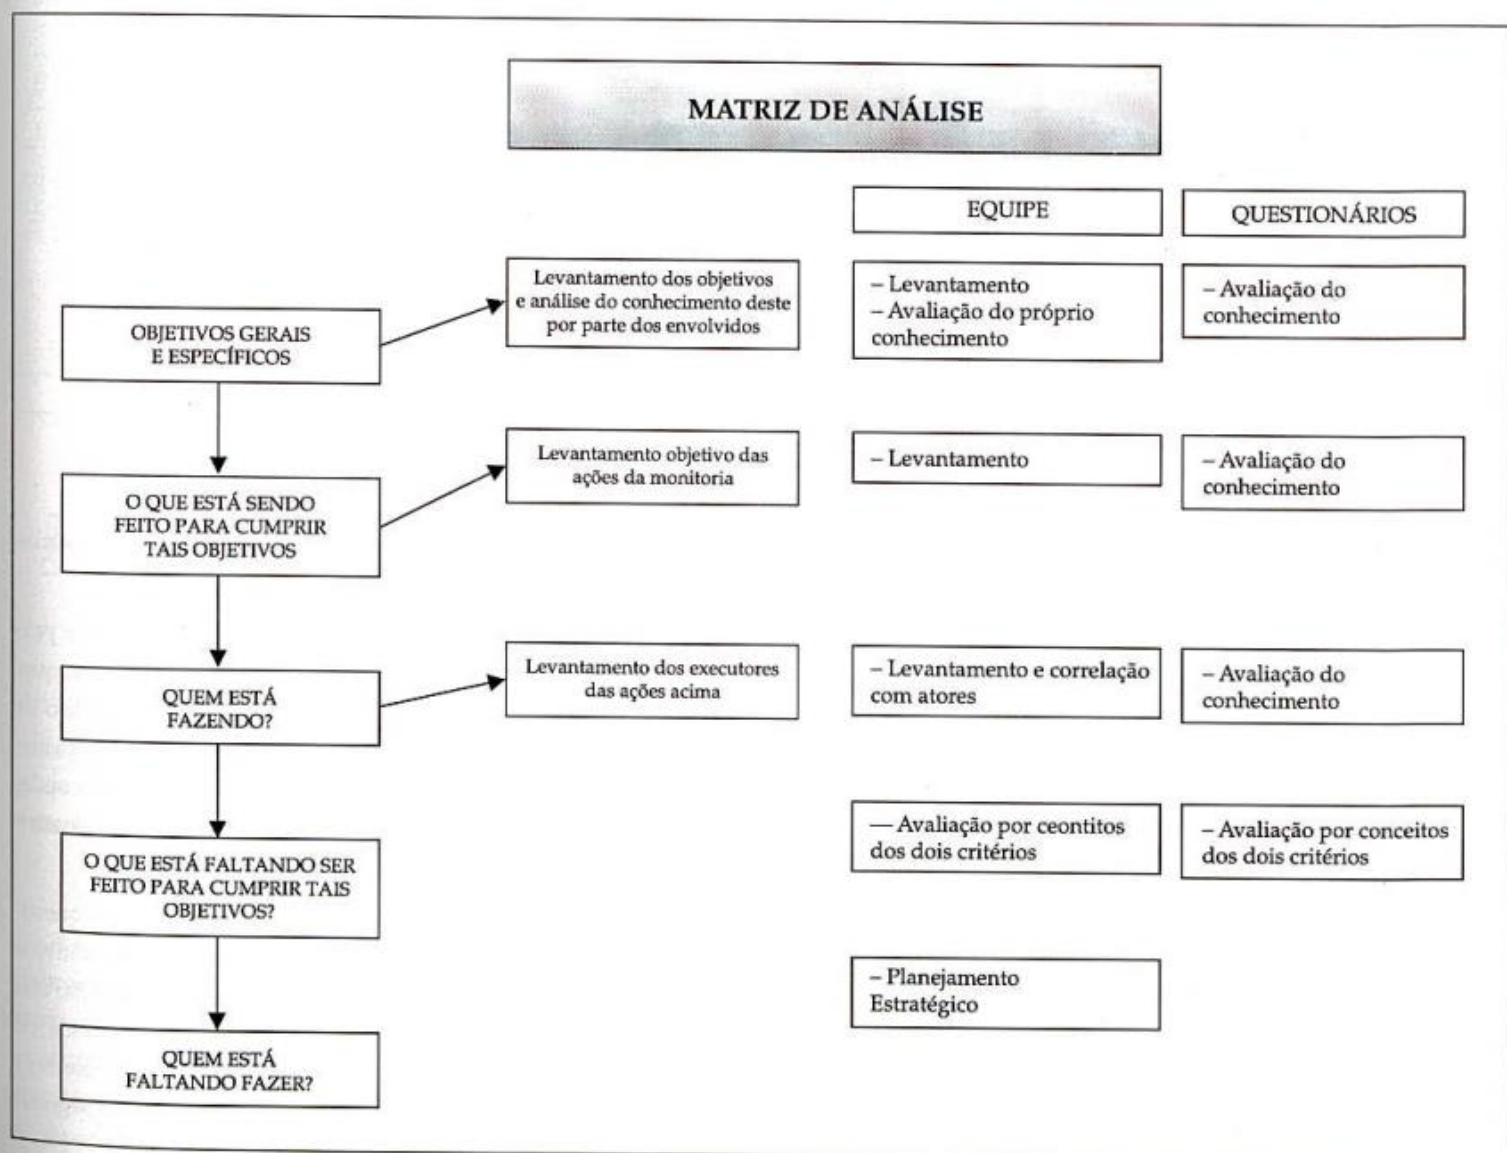 MATRIZ DE ANÁLISE
EQUIPE
QUESTIONÁRIOS
OBJETIVOS GERAIS
E ESPECÍFICOS
Levantamento dos objetivos
e análise do conhecimento deste
por parte dos envolvidos
– Levantamento
– Avaliação do próprio
conhecimento
– Avaliação do
conhecimento
O QUE ESTÁ SENDO
FEITO PARA CUMPRIR
TAIS OBJETIVOS
Levantamento objetivo das
ações da monitoria
– Levantamento
– Avaliação do
conhecimento
QUEM ESTÁ
FAZENDO?
Levantamento dos executores
das ações acima
– Levantamento e correlação
com atores
– Avaliação do
conhecimento
O QUE ESTÁ FALTANDO SER
FEITO PARA CUMPRIR TAIS
OBJETIVOS?
— Avaliação por ceontitos
dos dois critérios
– Avaliação por conceitos
dos dois critérios
– Planejamento
Estratégico
QUEM ESTÁ
FALTANDO FAZER?